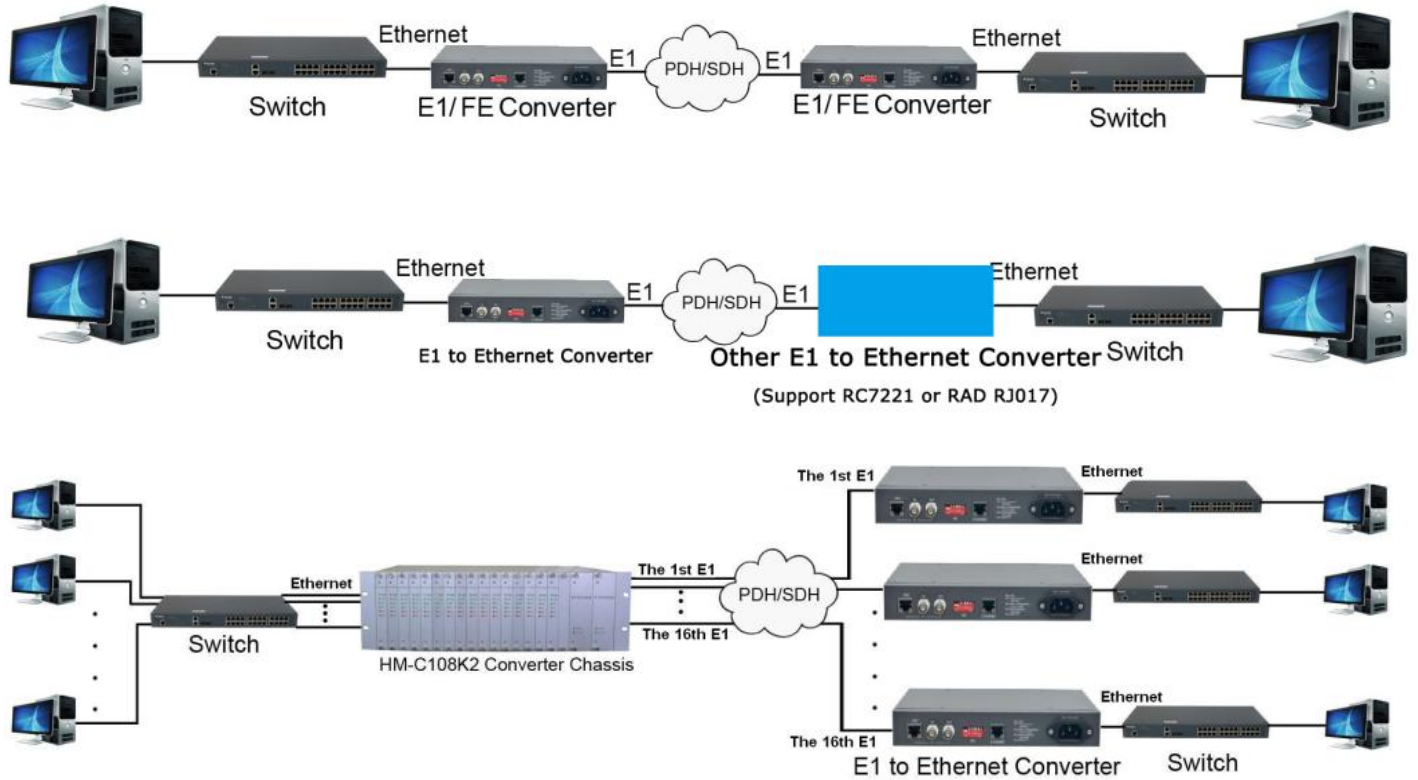 Ethernet
E1
PDH/SDH
E1
Ethernet
Switch
E1/ FE Converter
E1/ FE Converter
Switch
Ethernet
E1
PDH/SDH
E1
Ethernet
Switch
E1 to Ethernet Converter
Other E1 to Ethernet Converter
Switch
(Support RC7221 or RAD RJ017)
The 1st E1
Ethernet
Ethernet
The 1st E1
PDH/SDH
Ethernet
The 16th E1
Switch
HM-C108K2 Converter Chassis
Ethernet
The 16th E1
E1 to Ethernet Converter
Switch